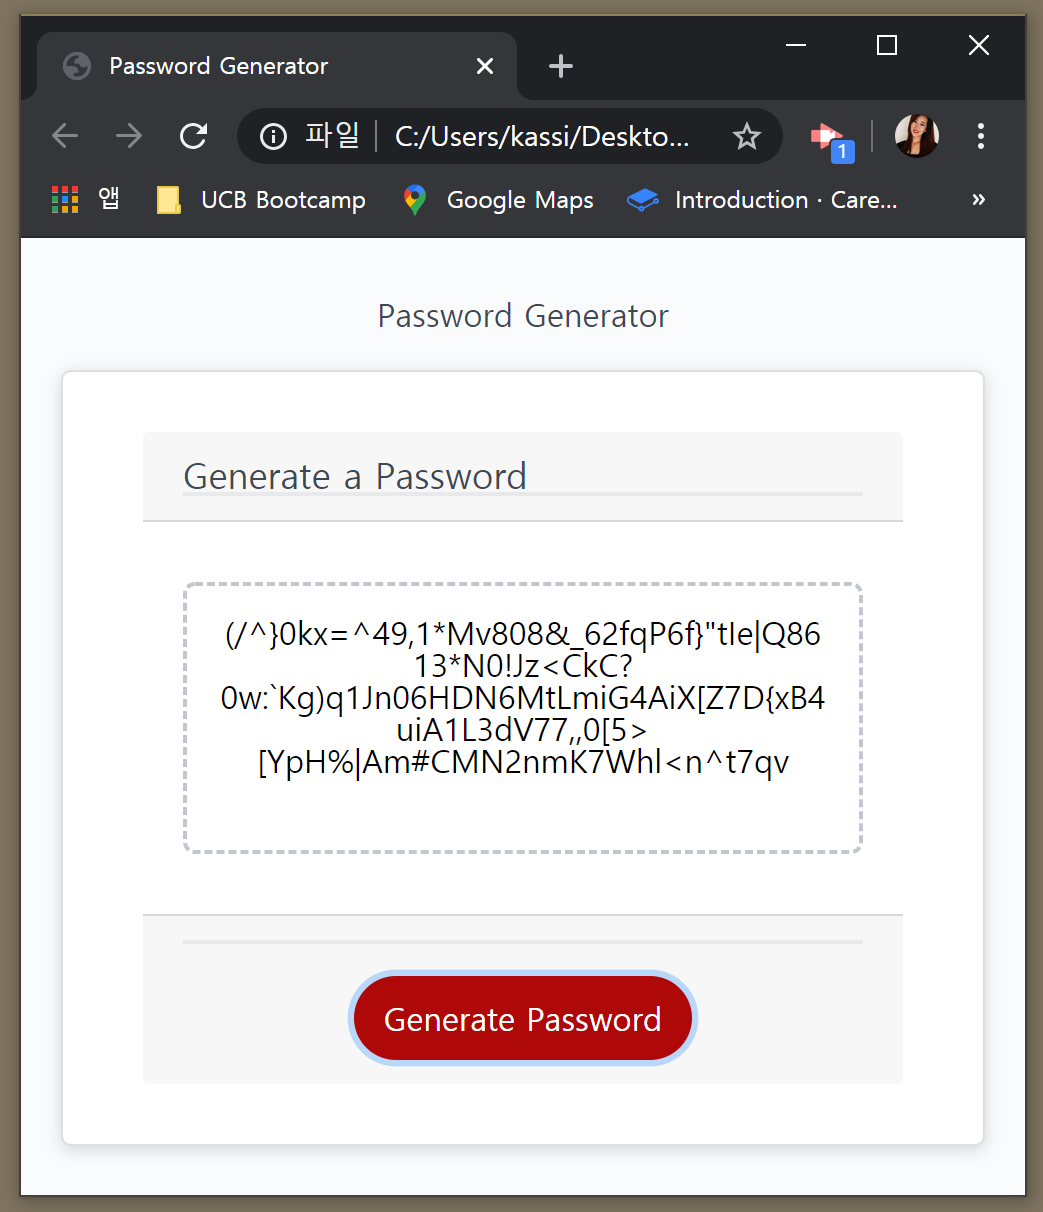 Password Generator
파일 | C:/Users/kassi/Deskto...
1
앱 UCB Bootcamp Google Maps Introduction · Care... »
Password Generator
Generate a Password
(/^}0kx=^49,1*Mv808&_62fqP6f}"tIe|Q86
13*N0!Jz<CkC?
0w:`Kg)q1Jn06HDN6MtLmiG4AiX[Z7D{xB4
uiA1L3dV77,,0[5>
[YpH%|Am#CMN2nmK7Whl<n^t7qv
Generate Password